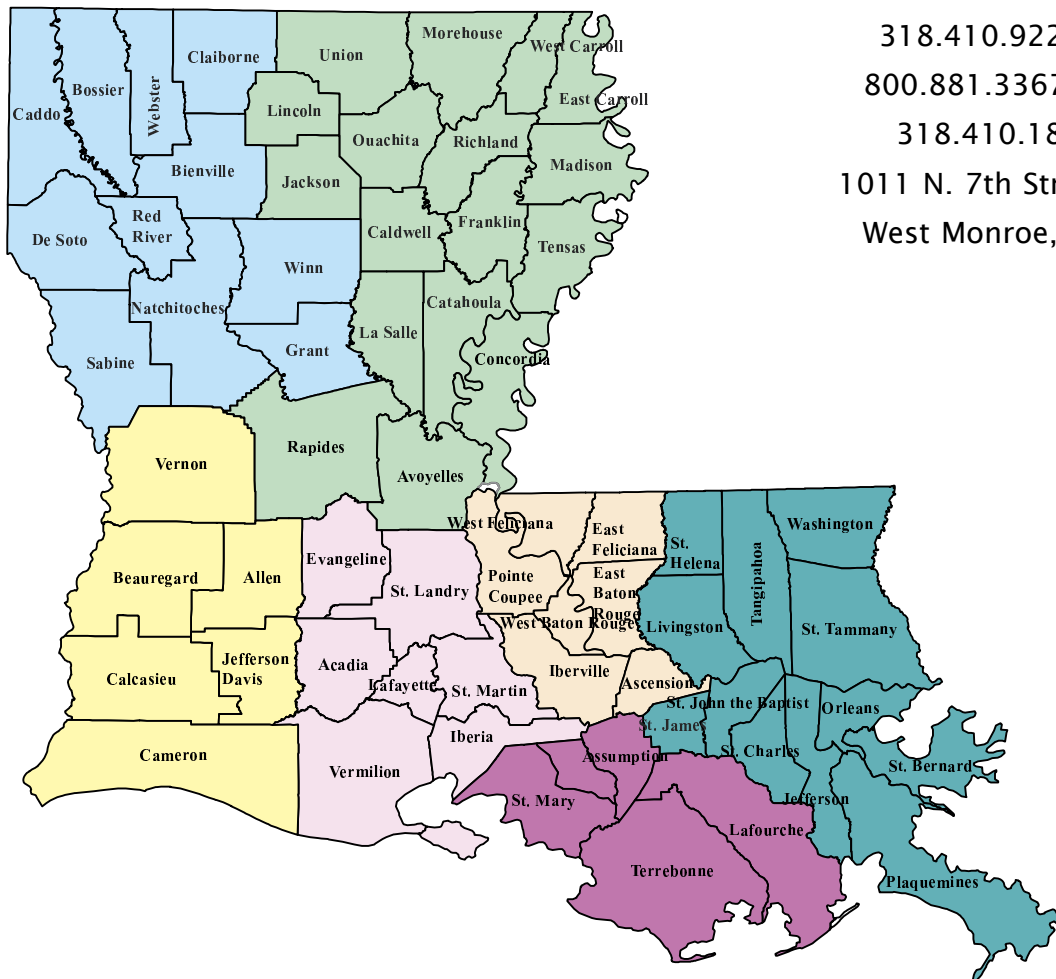 318.410.922
800.881.3367
318.410.18
1011 N. 7th Str
West Monroe,
Caddo
Bossier
Webster
Claiborne
Union
Morehouse
West Carroll
East Carroll
Lincoln
Ouachita
Richland
Madison
Bienville
Jackson
De Soto
Red
River
Caldwell
Franklin
Tensas
Winn
Natchitoches
Catahoula
La Salle
Grant
Sabine
Concordia
Rapides
Vernon
Avoyelles
West Feliciana
East
Feliciana
St.
Helena
Tangipahoa
Washington
Evangeline
Beauregard
Allen
St. Landry
Pointe
Coupee
East
Baton
Rouge
West Baton Rouge
Livingston
St. Tammany
Acadia
Jefferson
Davis
Calcasieu
Lafayette
St. Martin
Iberville
Ascension
St. John the Baptist
Orleans
St. James
Iberia
Cameron
Vermilion
Assumption
St. Charles
St. Bernard
St. Mary
Jefferson
Lafourche
Terrebonne
Plaquemines